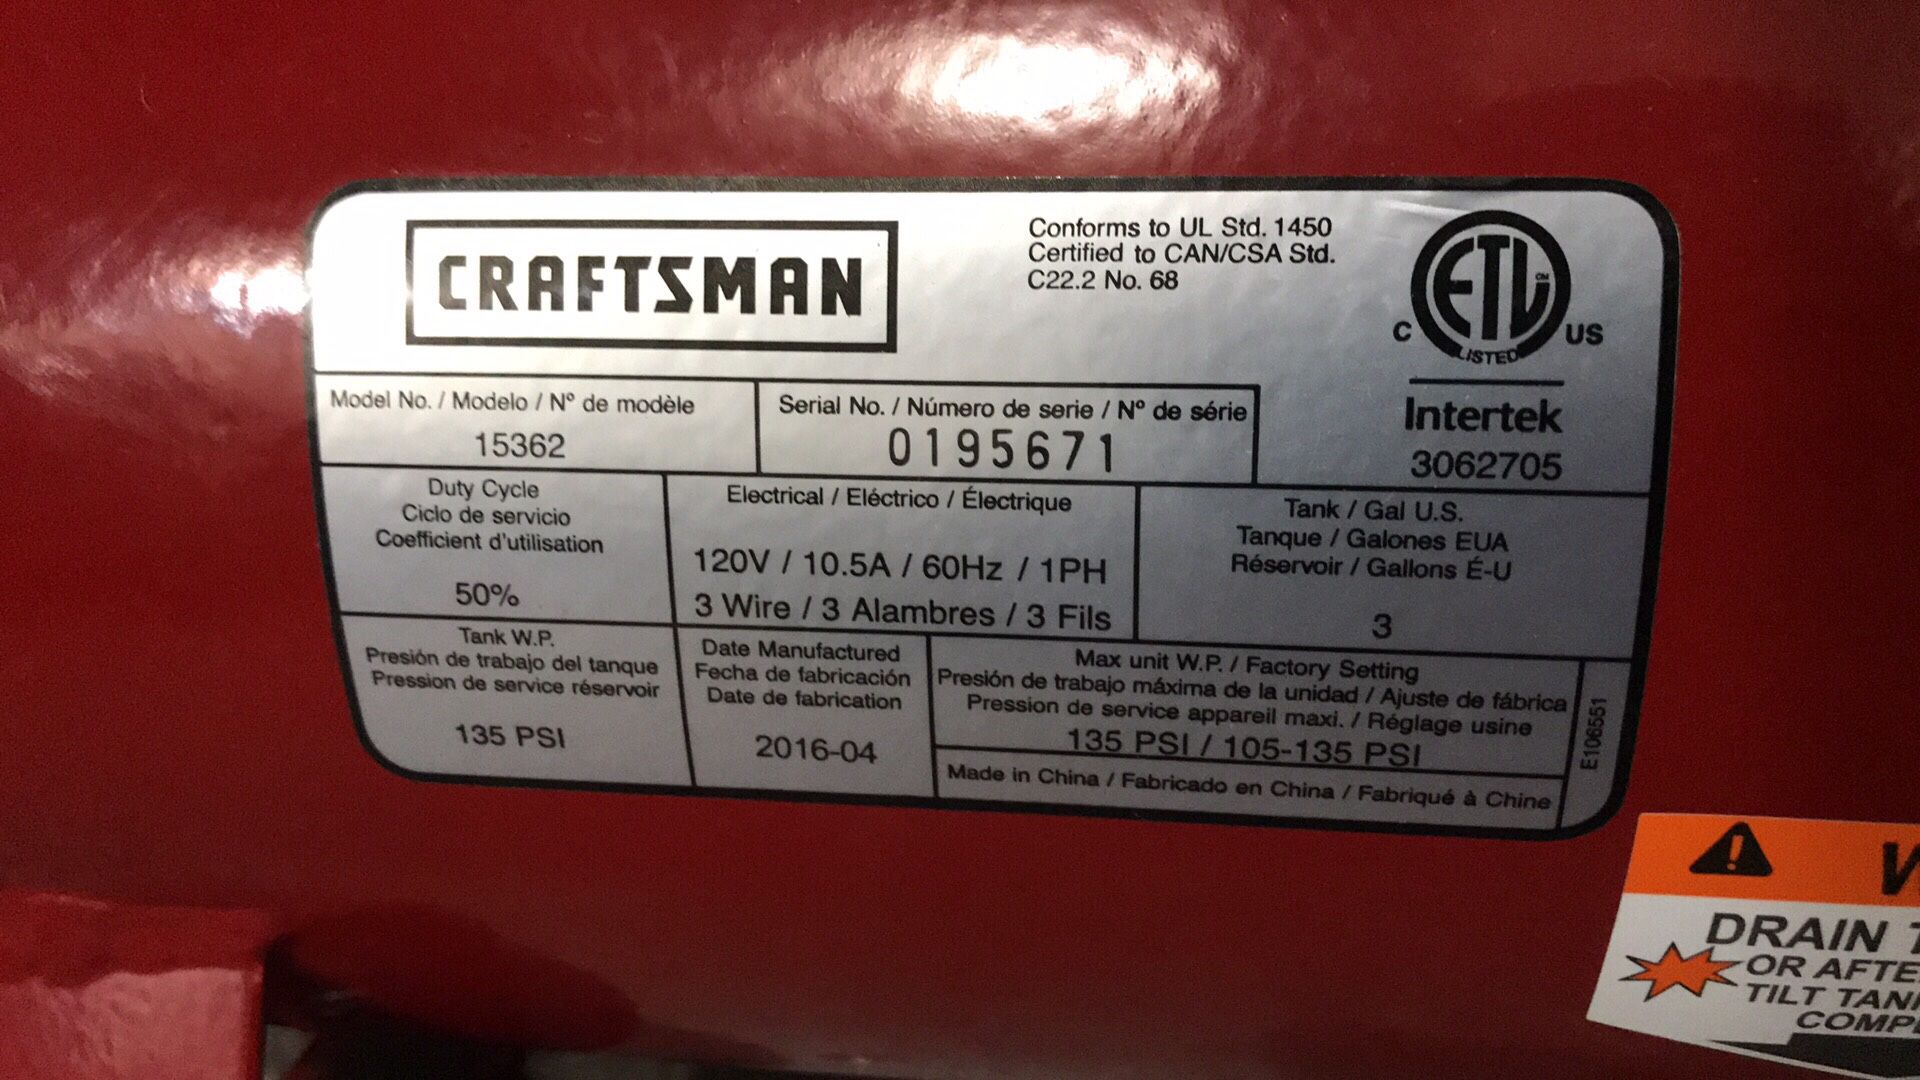 CRAFTSMAN
Conforms to UL Std. 1450
Certified to CAN/CSA Std.
C22.2 No. 68
ETL
CM
LISTED
C
US
Intertek
3062705
Model No. / Modelo / Nº de modèle
15362
Serial No. / Número de serie / Nº de série
0195671
Duty Cycle
Ciclo de servicio
Coefficient d'utilisation
50%
Electrical / Eléctrico / Électrique
120V / 10.5A / 60Hz / 1PH
3 Wire / 3 Alambres / 3 Fils
Tank / Gal U.S.
Tanque / Galones EUA
Réservoir / Gallons É-U
3
Tank W.P.
Presión de trabajo del tanque
Pression de service réservoir
135 PSI
Date Manufactured
Fecha de fabricación
Date de fabrication
2016-04
Max unit W.P. / Factory Setting
Presión de trabajo máxima de la unidad / Ajuste de fábrica
Pression de service appareil maxi. / Réglage usine
135 PSI / 105-135 PSI
Made in China / Fabricado en China / Fabriqué à Chine
E106551
DRAIN
OR
TILT